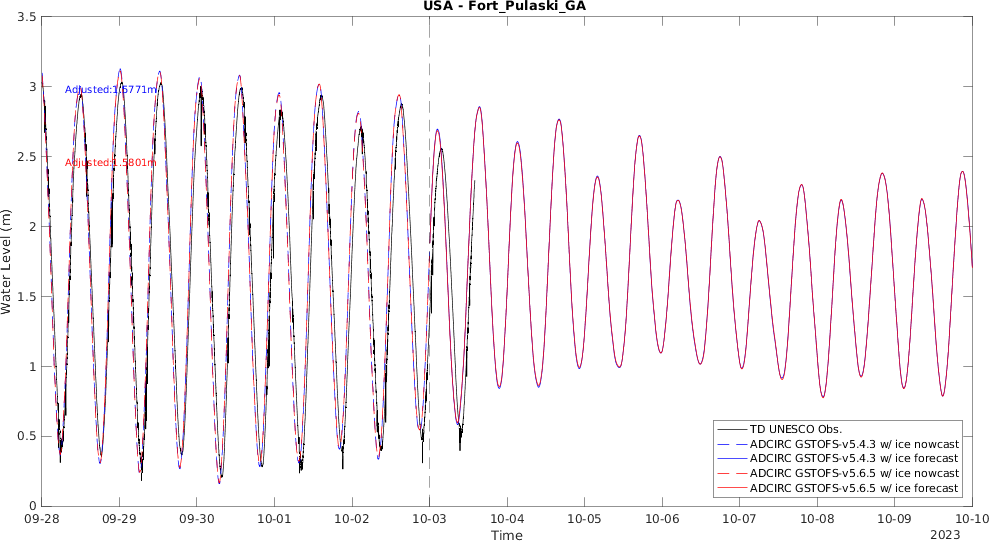 USA - Fort_Pulaski_GA
3.5
3
2.5
2
1.5
1
0.5
0
Water Level (m)
Adjusted:1.5771m
Adjusted:1.5801m
TD UNESCO Obs.
ADCIRC GSTOFS-v5.4.3 w/ ice nowcast
ADCIRC GSTOFS-v5.4.3 w/ ice forecast
ADCIRC GSTOFS-v5.6.5 w/ ice nowcast
ADCIRC GSTOFS-v5.6.5 w/ ice forecast
09-28 09-29 09-30 10-01 10-02 10-03 10-04 10-05 10-06 10-07 10-08 10-09 10-10
Time
2023